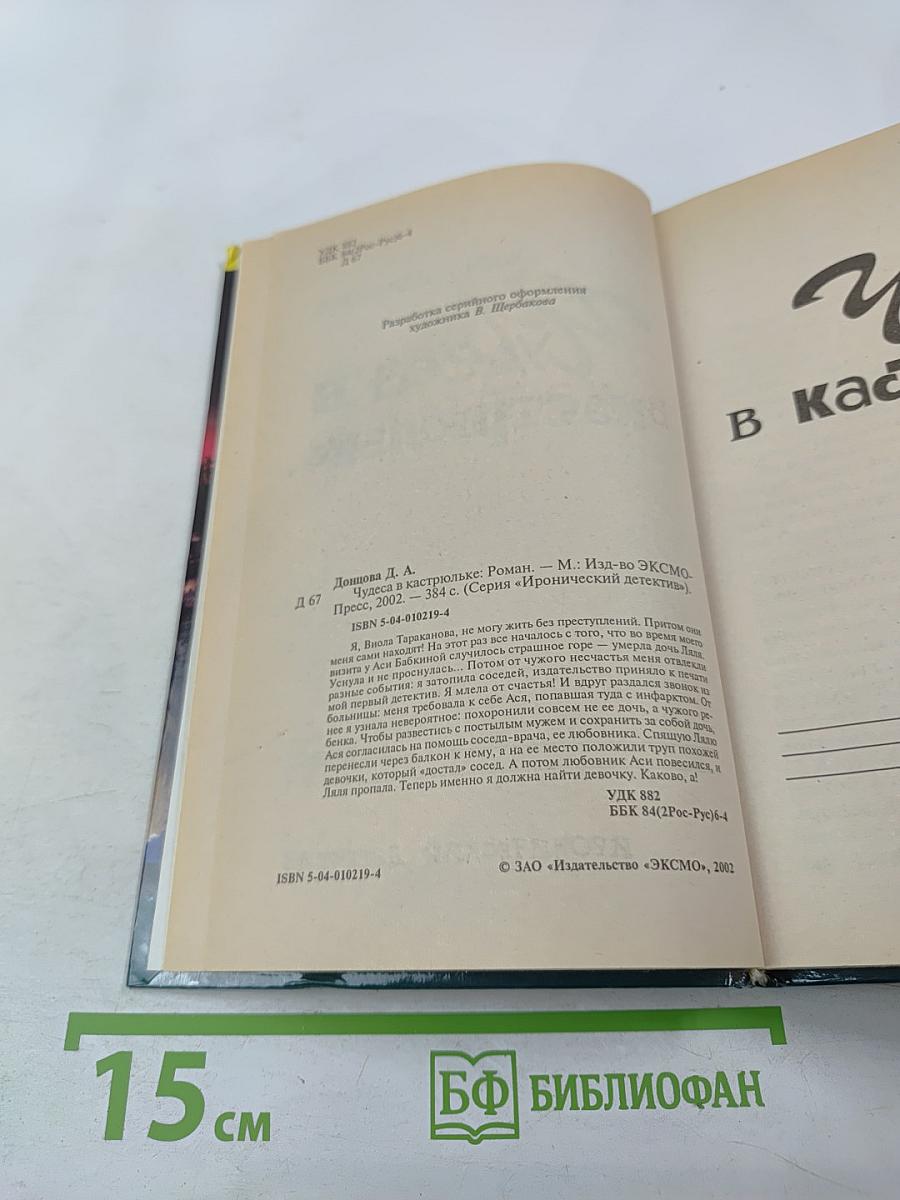 УДК 882
ББК 84(2Рос-Рус)6-4
Д 67
Разработка серийного оформления
художника В. Щербакова
Донцова Д. А.
Д 67 Чудеса в кастрюльке: Роман. — М.: Изд-во ЭКСМО-
Пресс, 2002. — 384 с. (Серия «Иронический детектив»).
ISBN 5-04-010219-4
Я, Виола Тараканова, не могу жить без преступлений. Притом они
меня сами находят! На этот раз все началось с того, что во время моего
визита у Аси Бабкиной случилось страшное горе — умерла дочь Ляля.
Уснула и не проснулась... Потом от чужого несчастья меня отвлекли
разные события: я затопила соседей, издательство приняло к печати
мой первый детектив. Я млела от счастья! И вдруг раздался звонок из
больницы: меня требовала к себе Ася, попавшая туда с инфарктом. От
нее я узнала невероятное: похоронили совсем не ее дочь, а чужого ре-
бенка. Чтобы развестись с постылым мужем и сохранить за собой дочь,
Ася согласилась на помощь соседа-врача, ее любовника. Спящую Лялю
перенесли через балкон к нему, а на ее место положили труп похожей
девочки, который «достал» сосед. А потом любовник Аси повесился, и
Ляля пропала. Теперь именно я должна найти девочку. Каково, а!
УДК 882
ББК 84(2Рос-Рус)6-4
ISBN 5-04-010219-4
© ЗАО «Издательство «ЭКСМО», 2002
Ч
в кас
15 см
БФ БИБЛИОФАН